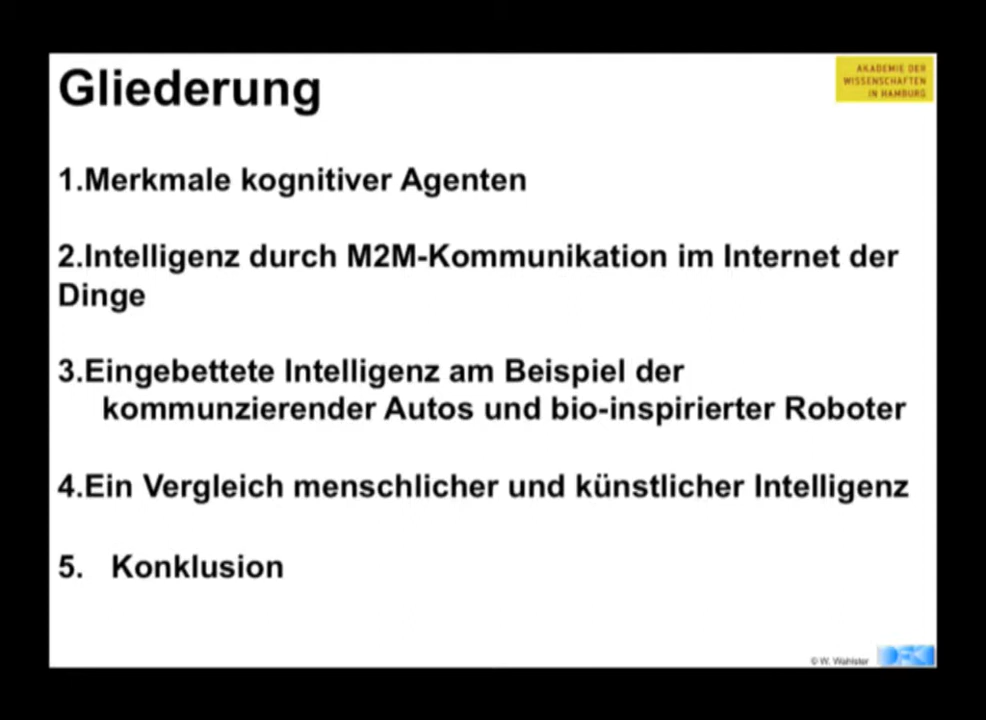 Gliederung
AKADEMIE DER
WISSENSCHAFTEN
IN HAMBURG
1.Merkmale kognitiver Agenten
2.Intelligenz durch M2M-Kommunikation im Internet der
Dinge
3.Eingebettete Intelligenz am Beispiel der
kommunzierender Autos und bio-inspirierter Roboter
4.Ein Vergleich menschlicher und künstlicher Intelligenz
5. Konklusion
© W. Wahlster
DFKI